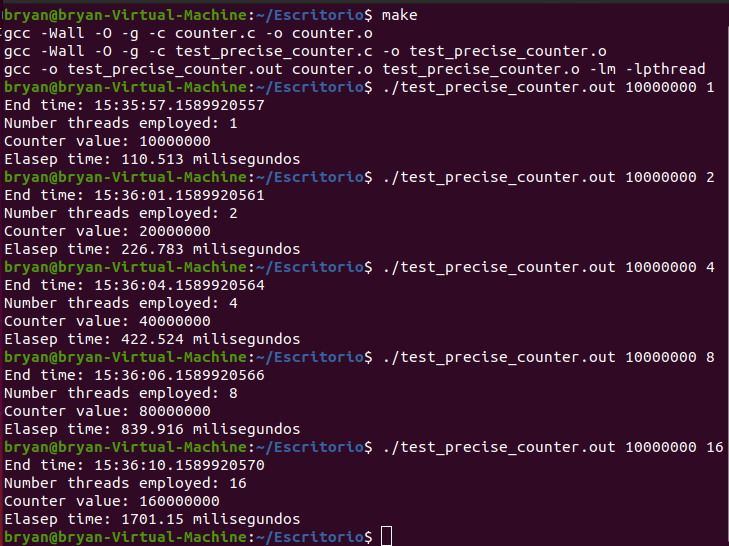 bryan@bryan-Virtual-Machine:~/Escritorio$ make
gcc -Wall -O -g -c counter.c -o counter.o
gcc -Wall -O -g -c test_precise_counter.c -o test_precise_counter.o
gcc -o test_precise_counter.out counter.o test_precise_counter.o -lm -lpthread
bryan@bryan-Virtual-Machine:~/Escritorio$ ./test_precise_counter.out 10000000 1
End time: 15:35:57.1589920557
Number threads employed: 1
Counter value: 10000000
Elasep time: 110.513 milisegundos
bryan@bryan-Virtual-Machine:~/Escritorio$ ./test_precise_counter.out 10000000 2
End time: 15:36:01.1589920561
Number threads employed: 2
Counter value: 20000000
Elasep time: 226.783 milisegundos
bryan@bryan-Virtual-Machine:~/Escritorio$ ./test_precise_counter.out 10000000 4
End time: 15:36:04.1589920564
Number threads employed: 4
Counter value: 40000000
Elasep time: 422.524 milisegundos
bryan@bryan-Virtual-Machine:~/Escritorio$ ./test_precise_counter.out 10000000 8
End time: 15:36:06.1589920566
Number threads employed: 8
Counter value: 80000000
Elasep time: 839.916 milisegundos
bryan@bryan-Virtual-Machine:~/Escritorio$ ./test_precise_counter.out 10000000 16
End time: 15:36:10.1589920570
Number threads employed: 16
Counter value: 160000000
Elasep time: 1701.15 milisegundos
bryan@bryan-Virtual-Machine:~/Escritorio$